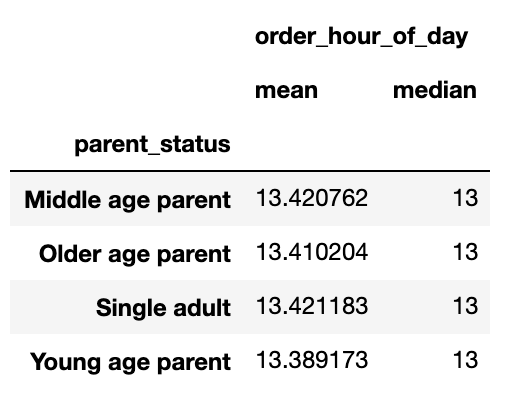 order_hour_of_day
mean median
parent_status
Middle age parent 13.420762 13
Older age parent 13.410204 13
Single adult 13.421183 13
Young age parent 13.389173 13